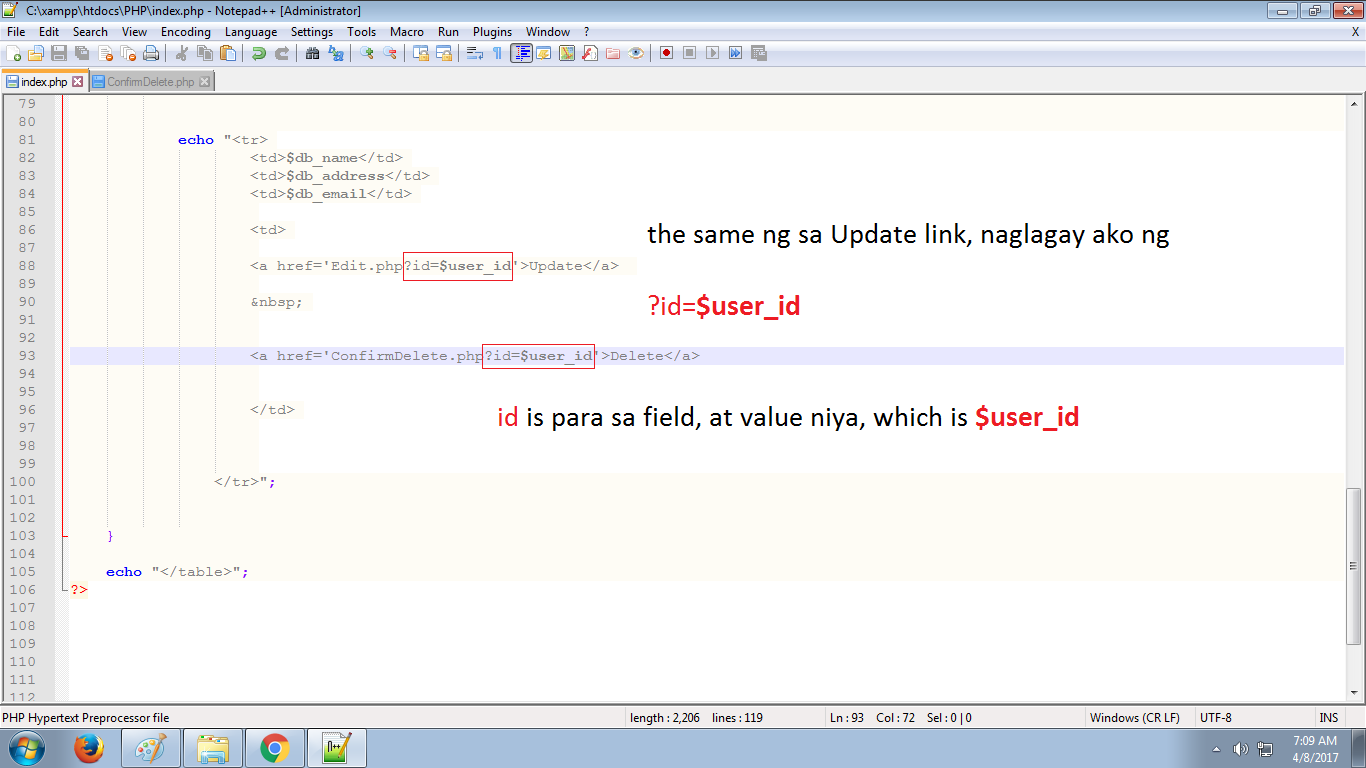 C:\xampp\htdocs\PHP\index.php - Notepad++ [Administrator]
File Edit Search View Encoding Language Settings Tools Macro Run Plugins Window ? X
index.php ConfirmDelete.php
79
80
81 echo "<tr>
82 <td>$db_name</td>
83 <td>$db_address</td>
84 <td>$db_email</td>
85
86 <td>
the same ng sa Update link, naglagay ako ng
87
88 <a href='Edit.php?id=$user_id'>Update</a>
89
90 &nbsp;
?id=$user_id
91
92
93 <a href='ConfirmDelete.php?id=$user_id'>Delete</a>
94
95
96 </td>
id is para sa field, at value niya, which is $user_id
97
98
99
100 </tr>";
101
102
103 }
104
105 echo "</table>";
106 ?>
107
108
109
110
111
112
PHP Hypertext Preprocessor file length : 2,206 lines : 119 Ln : 93 Col : 72 Sel : 0 | 0 Windows (CR LF) UTF-8 INS
7:09 AM
4/8/2017